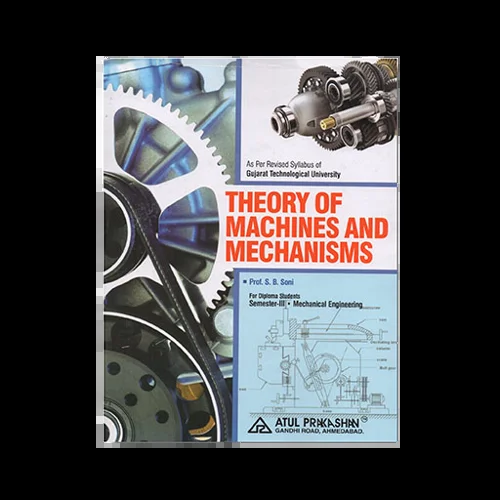 As Per Revised Syllabus of
Gujarat Technological University
THEORY OF
MACHINES AND
MECHANISMS
Prof. S. B. Soni
For Diploma Students
Semester-III • Mechanical Engineering
ATUL PRAKASHAN
GANDHI ROAD, AHMEDABAD.